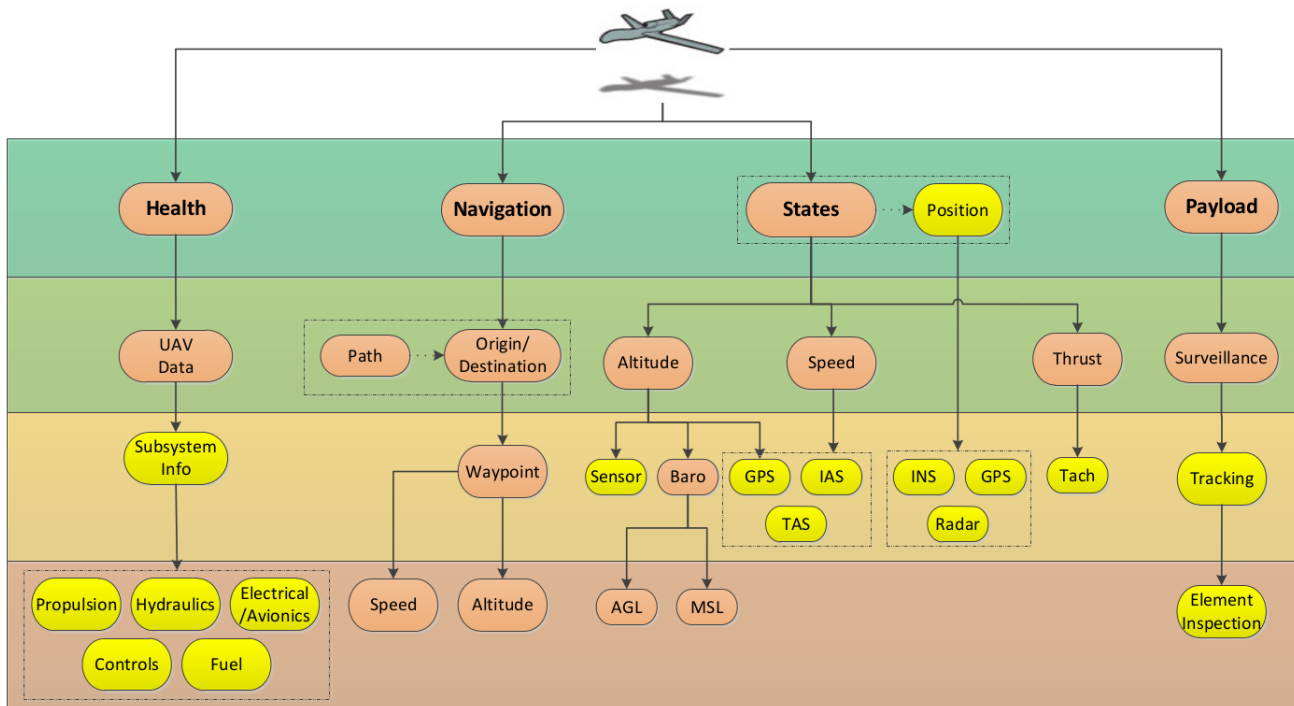 Health
Navigation
States
Position
Payload
UAV
Data
Path
Origin/
Destination
Altitude
Speed
Thrust
Surveillance
Subsystem
Info
Waypoint
Sensor
Baro
GPS
IAS
TAS
INS
GPS
Radar
Tach
Tracking
Propulsion
Hydraulics
Electrical
/Avionics
Controls
Fuel
Speed
Altitude
AGL
MSL
Element
Inspection